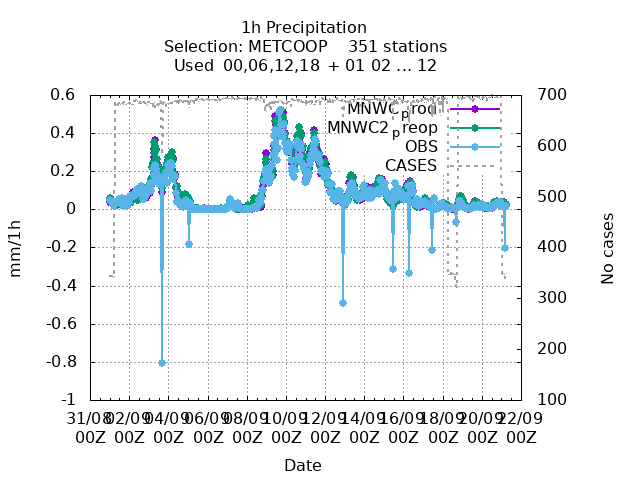 1h Precipitation
Selection: METCOOP 351 stations
Used 00,06,12,18 + 01 02 ... 12
0.6
0.4
0.2
0
-0.2
-0.4
-0.6
-0.8
-1
mm/1h
MNWC_prod
MNWC2_preop
OBS
CASES
700
600
500
400
300
200
100
No cases
31/08 02/09 04/09 06/09 08/09 10/09 12/09 14/09 16/09 18/09 20/09 22/09
00Z 00Z 00Z 00Z 00Z 00Z 00Z 00Z 00Z 00Z 00Z 00Z
Date